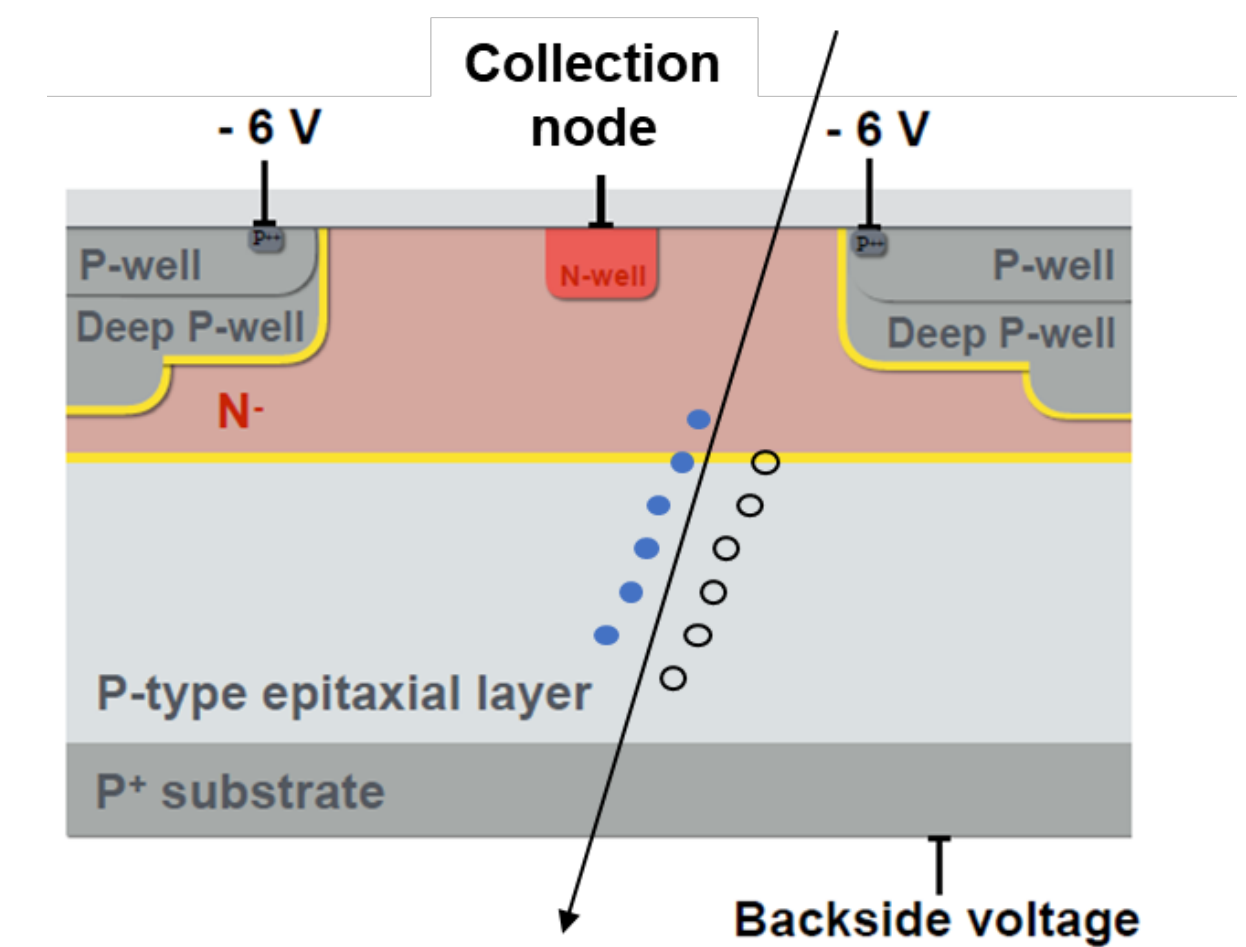 Collection
node
- 6 V
- 6 V
P++
P++
P-well
N-well
P-well
Deep P-well
Deep P-well
N-
P-type epitaxial layer
P+ substrate
Backside voltage